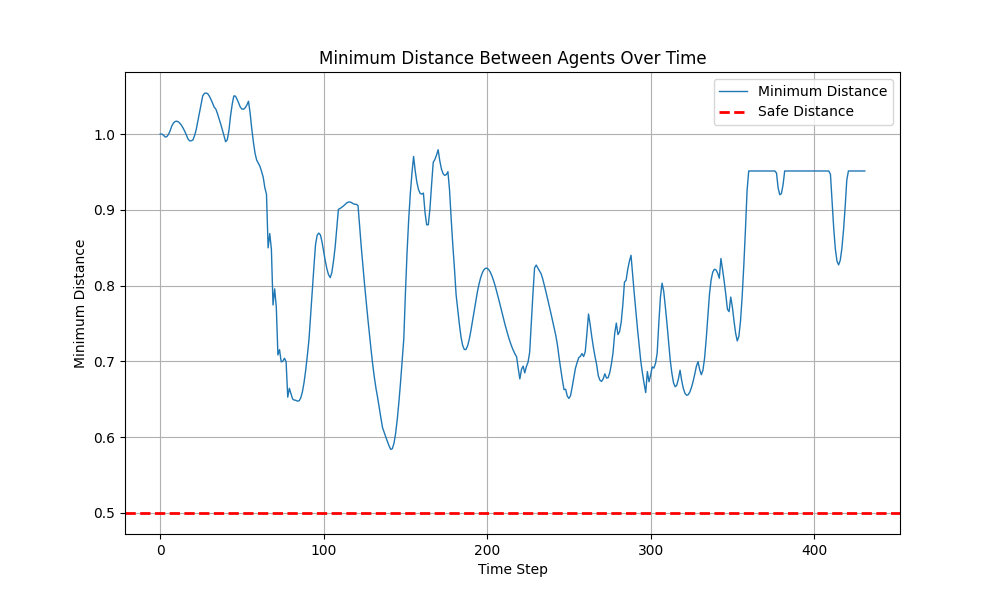 Minimum Distance Between Agents Over Time
Minimum Distance
Safe Distance
Minimum Distance
1.0
0.9
0.8
0.7
0.6
0.5
0
100
200
300
400
Time Step